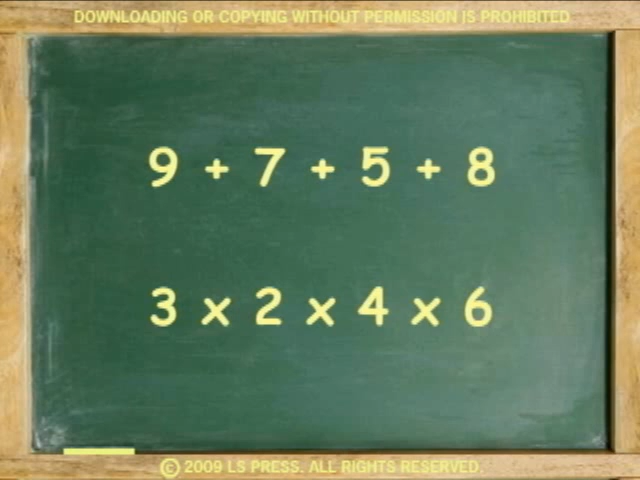 DOWNLOADING OR COPYING WITHOUT PERMISSION IS PROHIBITED
9 + 7 + 5 + 8
3 x 2 x 4 x 6
© 2009 LS PRESS. ALL RIGHTS RESERVED.